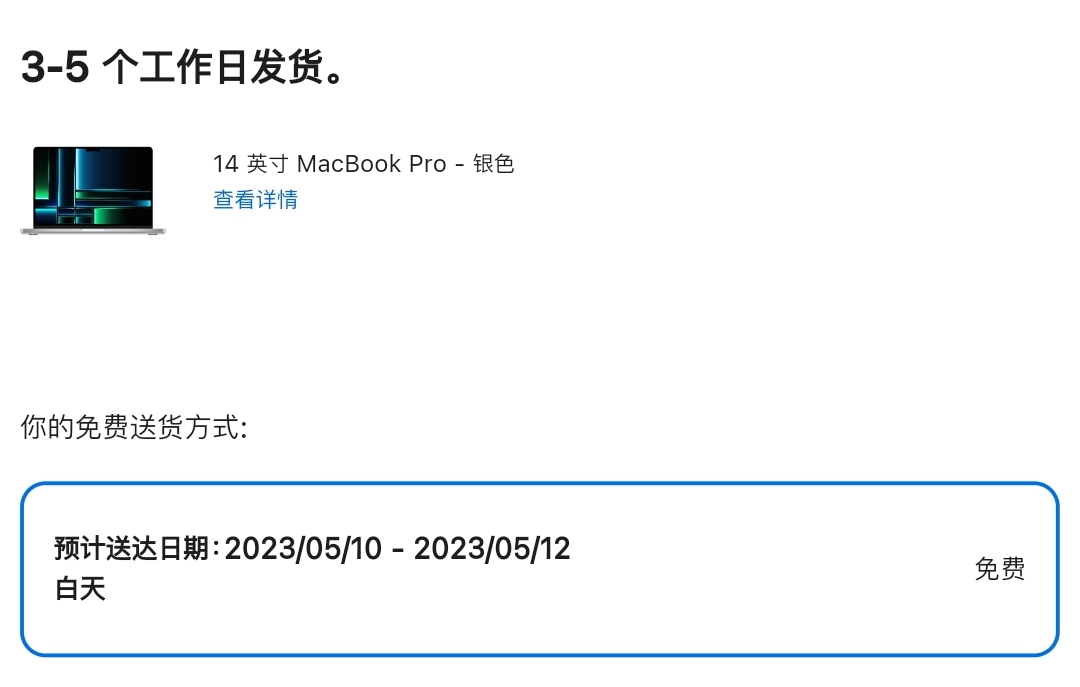 3-5 个工作日发货。
14 英寸 MacBook Pro - 银色
查看详情
你的免费送货方式:
预计送达日期:2023/05/10 - 2023/05/12
白天
免费